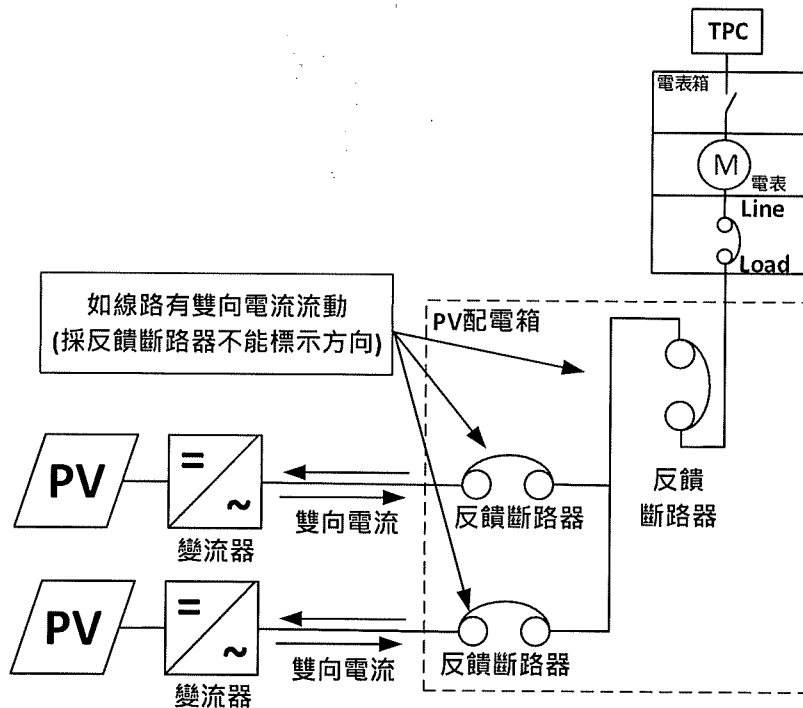 TPC
電表箱
M
電表
Line
Load
如線路有雙向電流流動
(採反饋斷路器不能標示方向)
PV配電箱
PV
=
~
變流器
雙向電流
反饋斷路器
反饋
斷路器
PV
=
~
變流器
雙向電流
反饋斷路器